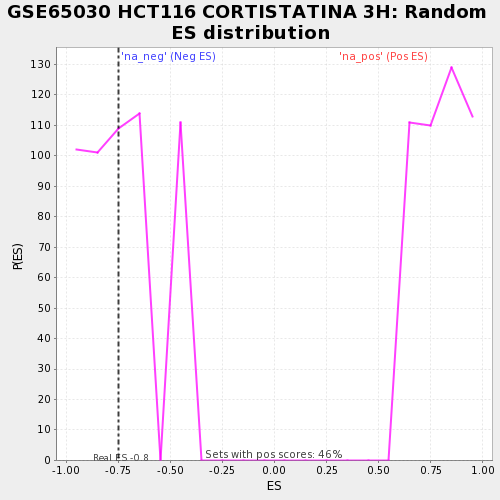 GSE65030 HCT116 CORTISTATINA 3H: Random
ES distribution
'na_neg' (Neg ES)
'na_pos' (Pos ES)
130
120
110
100
90
80
70
60
50
40
30
20
10
0
P(ES)
Real ES -0.8
Sets with pos scores: 46%
-1.00 -0.75 -0.50 -0.25 0.00 0.25 0.50 0.75 1.00
ES